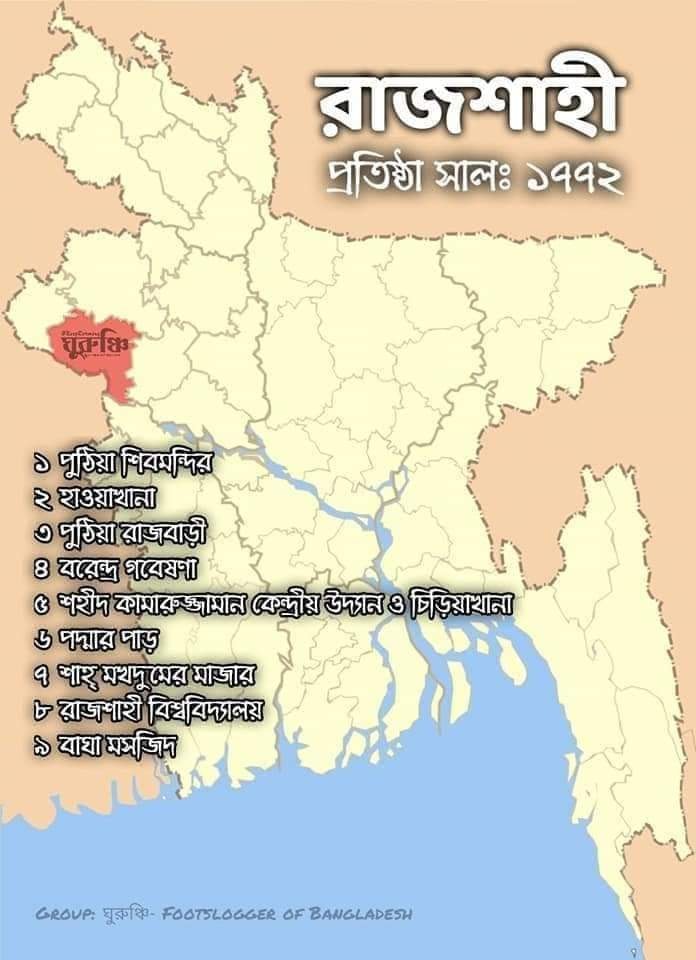 রাজশাহী
প্রতিষ্ঠা সালঃ ১৭৭২
ঘুরুঞ্চি
১ পুঠিয়া শিবমন্দির
২ হাওয়াখানা
৩ পুঠিয়া রাজবাড়ী
৪ বরেন্দ্র গবেষণা
৫ শহীদ কামারুজ্জামান কেন্দ্রীয় উদ্যান ও চিড়িয়াখানা
৬ পদ্মার পাড়
৭ শাহ্ মখদুমের মাজার
৮ রাজশাহী বিশ্ববিদ্যালয়
৯ বাঘা মসজিদ
GROUP: ঘুরুঞ্চি- FOOTSLOGGER OF BANGLADESH